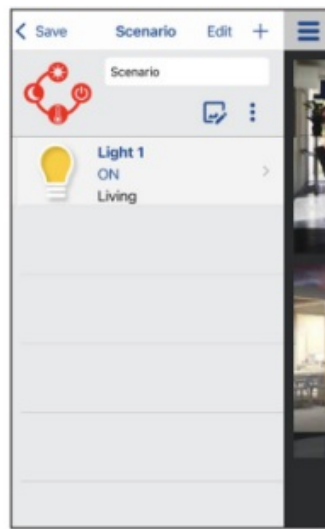 Save Scenario Edit +
Scenario
Light 1
ON
Living